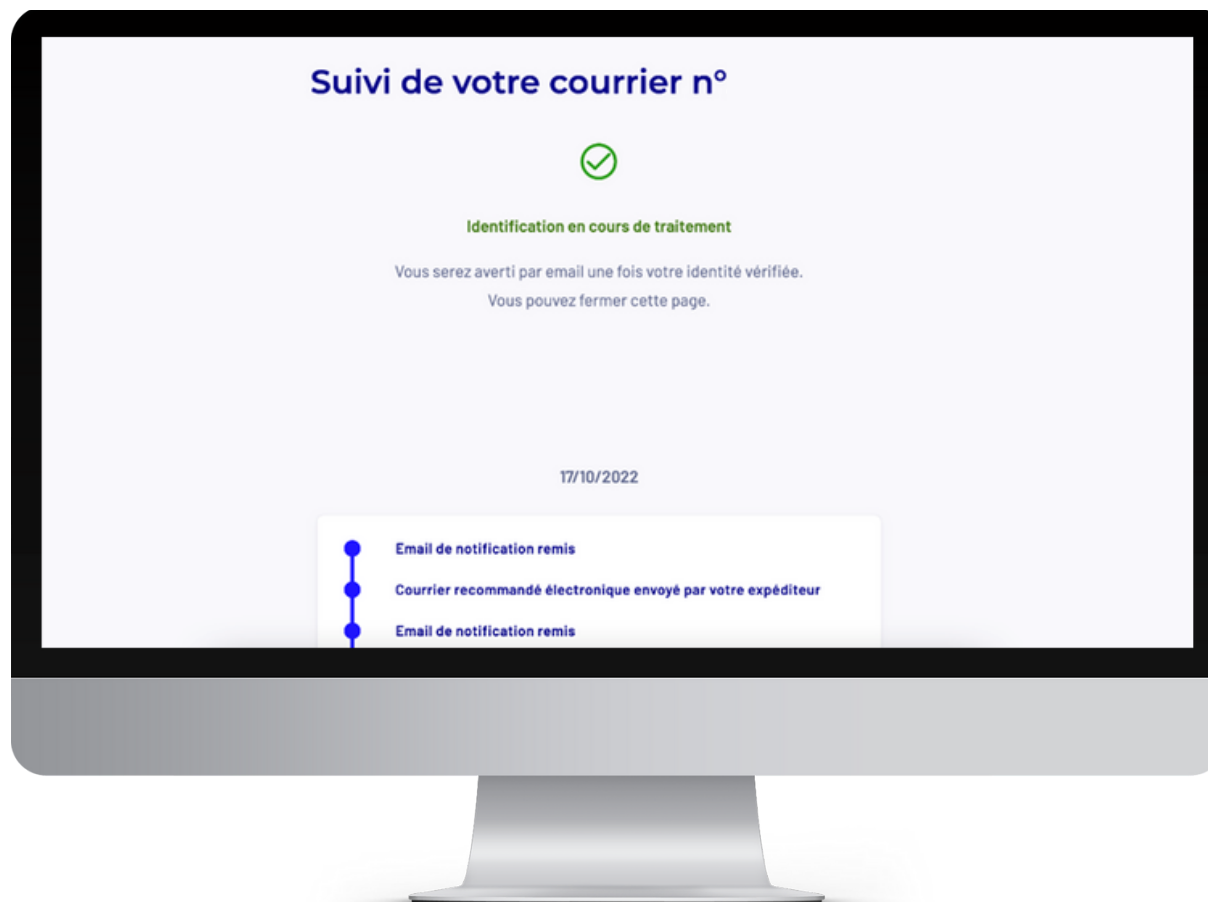 Suivi de votre courrier n°
Identification en cours de traitement
Vous serez averti par email une fois votre identité vérifiée.
Vous pouvez fermer cette page.
17/10/2022
Email de notification remis
Courrier recommandé électronique envoyé par votre expéditeur
Email de notification remis